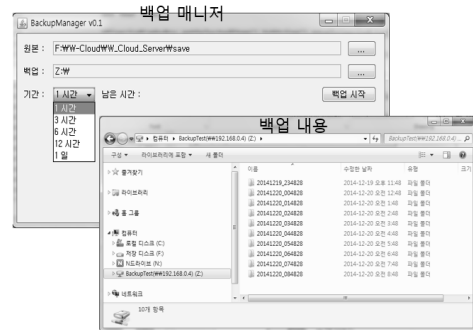 백업 매니저
BackupManager v0.1
원본 : F:₩W-Cloud₩W_Cloud_Server₩save ...
백업 : Z:₩ ...
기간 : 1 시간 남은 시간 : 백업 시작
1 시간
3 시간
6 시간
12 시간
1 일
백업 내용
컴퓨터 BackupTest(₩₩192.168.0.4) (Z:) BackupTest(₩₩192.168.0.4) ...
구성 라이브러리에 포함 새 폴더
이름 수정한 날짜 유형 크기
즐겨찾기
라이브러리
홈 그룹
컴퓨터
로컬 디스크 (C:)
저장 디스크 (F:)
N드라이브 (N:)
BackupTest(₩₩192.168.0.4) (Z:)
네트워크
20141219_234828 2014-12-19 오후 11:48 파일 폴더
20141220_004828 2014-12-20 오전 12:48 파일 폴더
20141220_014828 2014-12-20 오전 1:48 파일 폴더
20141220_024828 2014-12-20 오전 2:48 파일 폴더
20141220_034828 2014-12-20 오전 3:48 파일 폴더
20141220_044828 2014-12-20 오전 4:48 파일 폴더
20141220_054828 2014-12-20 오전 5:48 파일 폴더
20141220_064828 2014-12-20 오전 6:48 파일 폴더
20141220_074828 2014-12-20 오전 7:48 파일 폴더
20141220_084828 2014-12-20 오전 8:48 파일 폴더
10개 항목